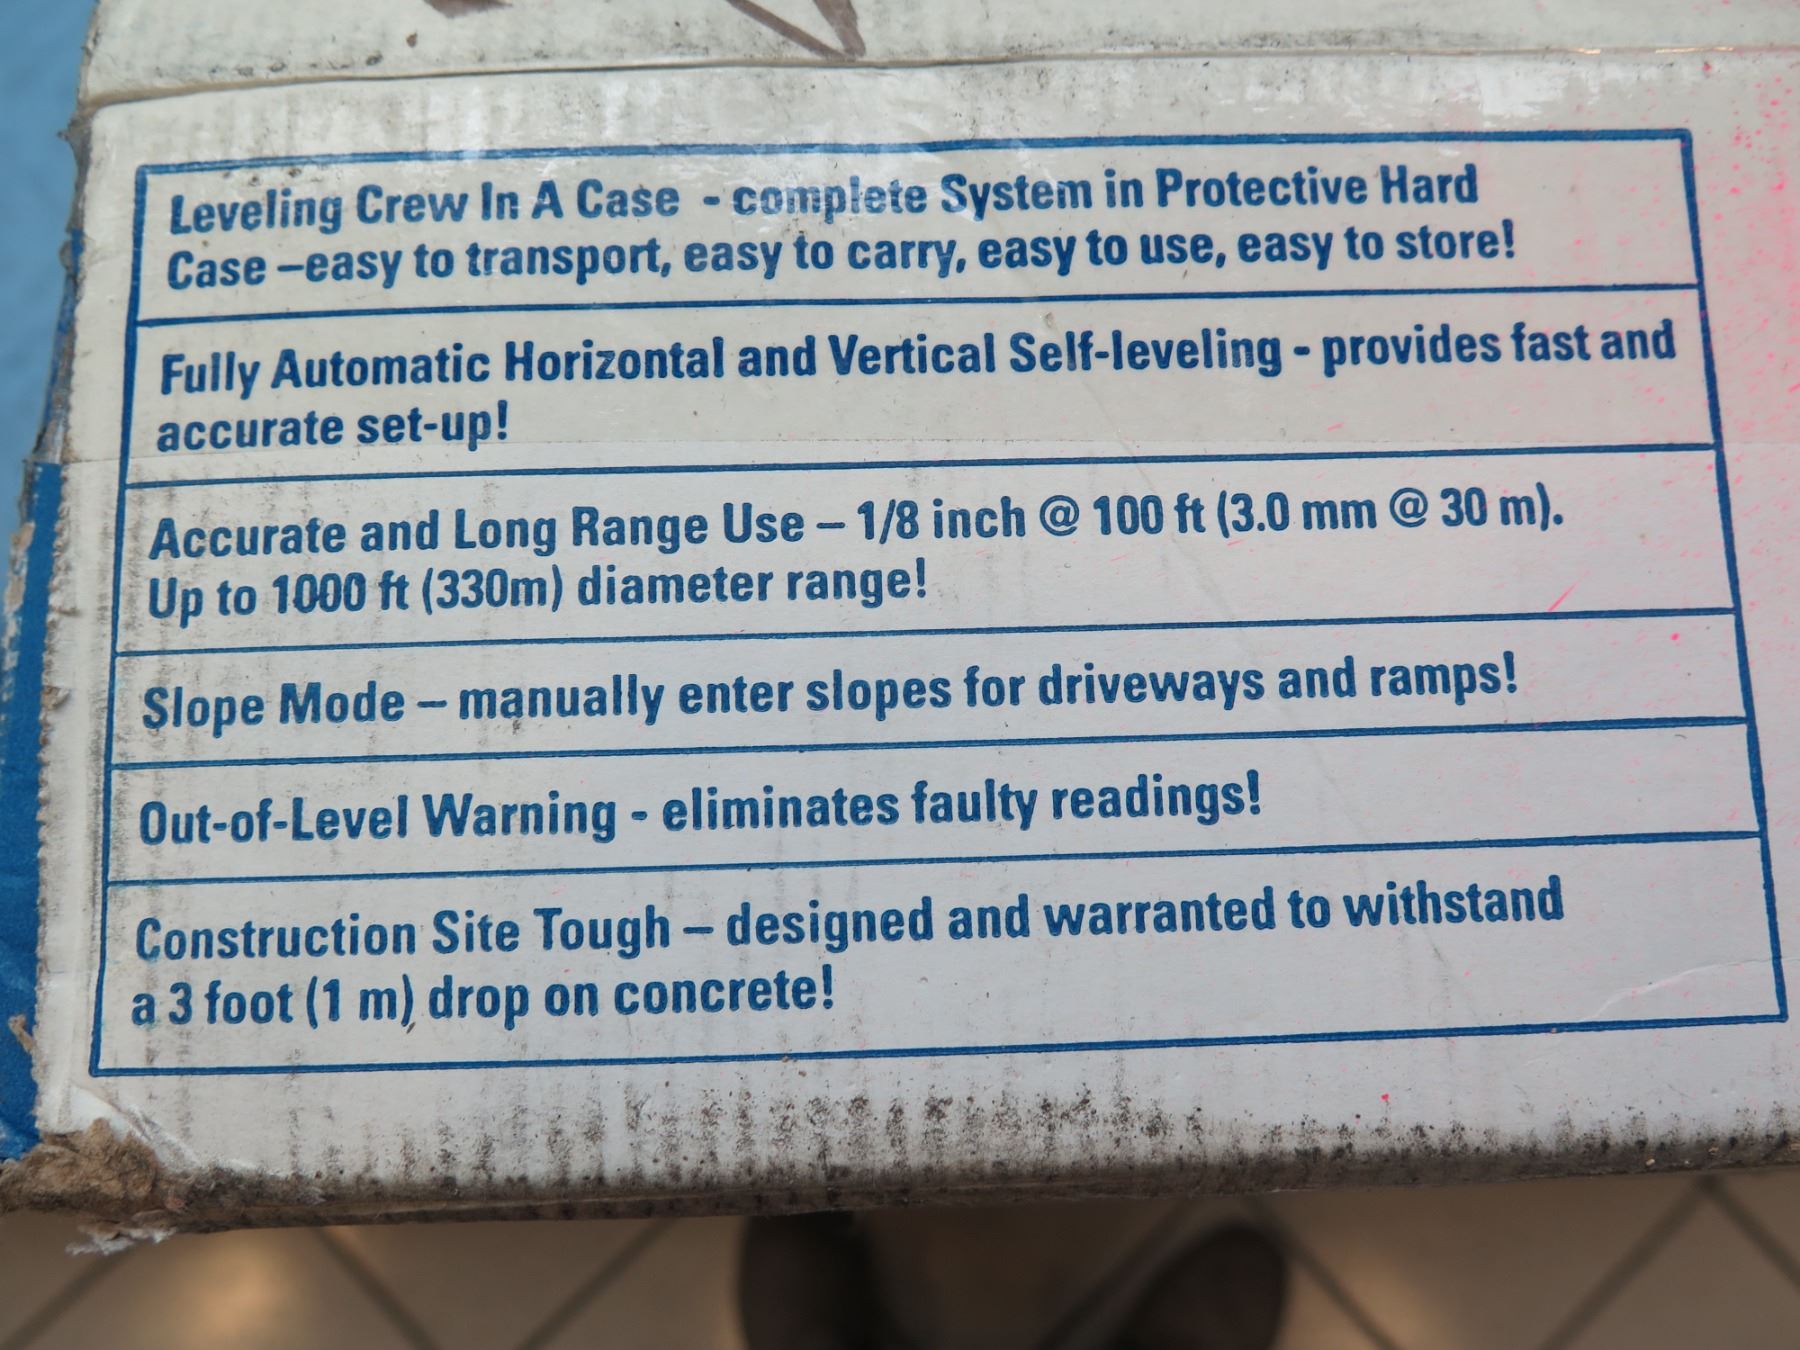 Leveling Crew In A Case - complete System in Protective Hard
Case –easy to transport, easy to carry, easy to use, easy to store!
Fully Automatic Horizontal and Vertical Self-leveling - provides fast and
accurate set-up!
Accurate and Long Range Use – 1/8 inch @ 100 ft (3.0 mm @ 30 m).
Up to 1000 ft (330m) diameter range!
Slope Mode – manually enter slopes for driveways and ramps!
Out-of-Level Warning - eliminates faulty readings!
Construction Site Tough – designed and warranted to withstand
a 3 foot (1 m) drop on concrete!